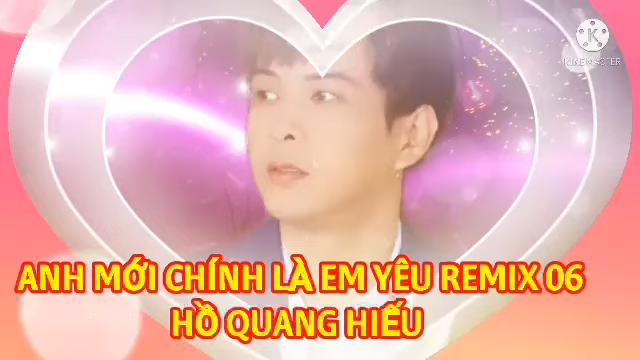 KINEMASTER
ANH MỚI CHÍNH LÀ EM YÊU REMIX 06
HỒ QUANG HIẾU